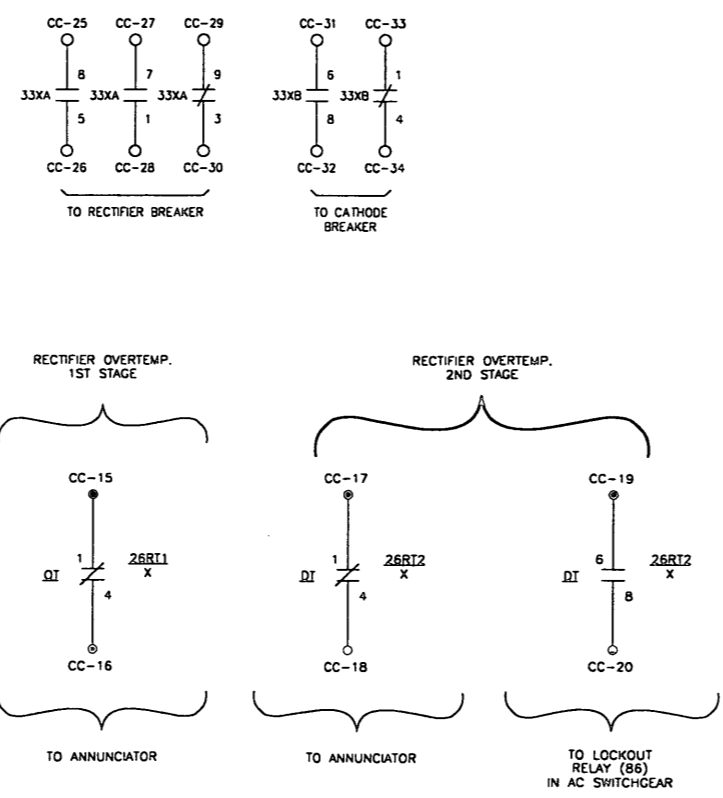 CC-25 CC-27 CC-29 CC-31 CC-33
8 7 9 6 1
33XA 33XA 33XA 33XB 33XB
5 1 3 8 4
CC-26 CC-28 CC-30 CC-32 CC-34
TO RECTIFIER BREAKER
TO CATHODE
BREAKER
RECTIFIER OVERTEMP.
1ST STAGE
RECTIFIER OVERTEMP.
2ND STAGE
CC-15 CC-17 CC-19
1 26RT1 1 26RT2 6 26RT2
OT X DT X DT X
4 4 8
CC-16 CC-18 CC-20
TO ANNUNCIATOR
TO ANNUNCIATOR
TO LOCKOUT
RELAY (86)
IN AC SWITCHGEAR